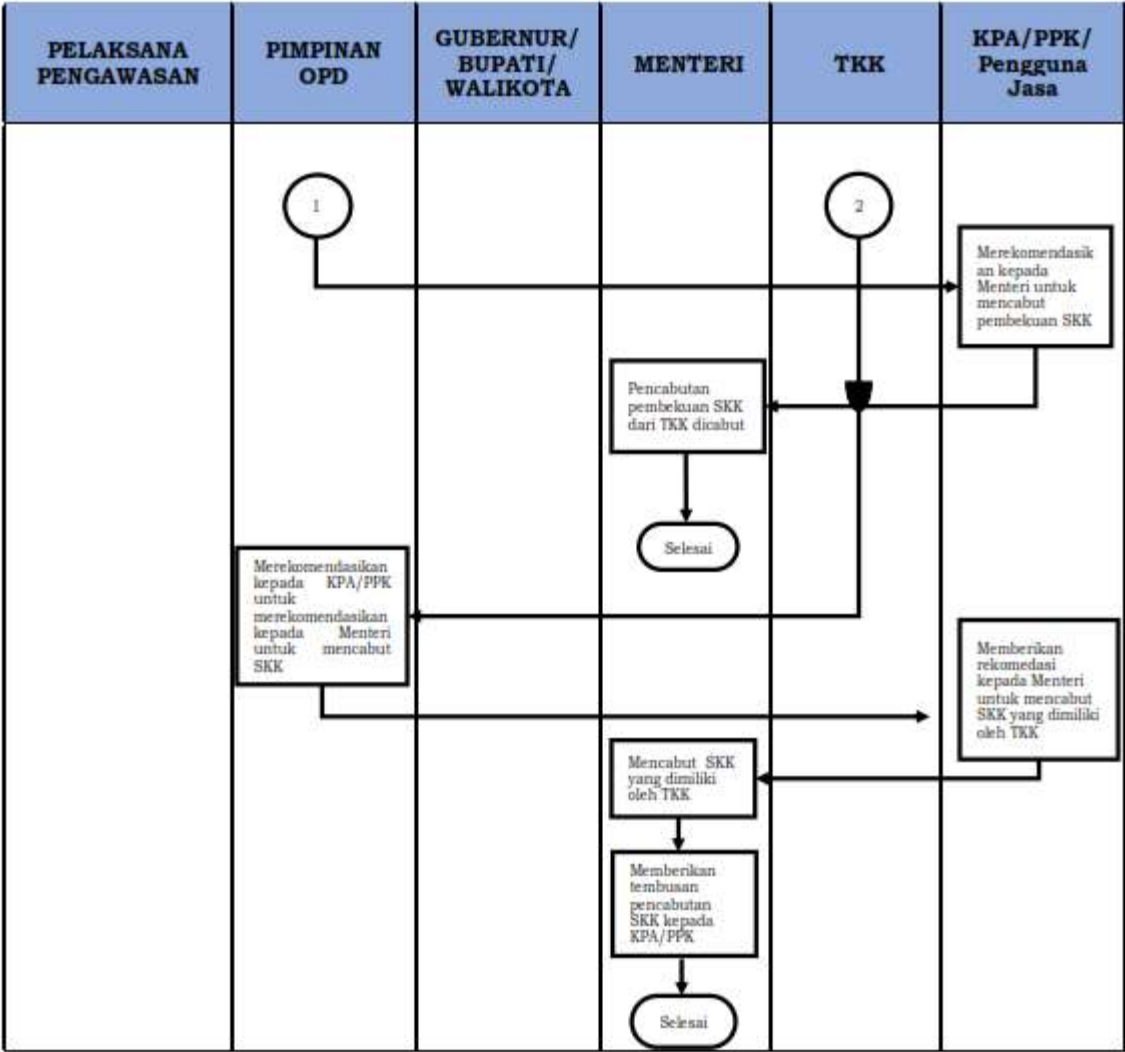 PELAKSANA
PENGAWASAN
PIMPINAN
OPD
GUBERNUR/
BUPATI/
WALIKOTA
MENTERI
TKK
KPA/PPK/
Pengguna
Jasa
1
2
Merekomendasik
an kepada
Menteri untuk
mencabut
pembekuan SKK
Pencabutan
pembekuan SKK
dari TKK dicabut
Selesai
Merekomendasikan
kepada KPA/PPK
untuk
merekomendasikan
kepada Menteri
untuk mencabut
SKK
Memberikan
rekomedasi
kepada Menteri
untuk mencabut
SKK yang dimiliki
oleh TKK
Mencabut SKK
yang dimiliki
oleh TKK
Memberikan
tembusan
pencabutan
SKK kepada
KPA/PPK
Selesai